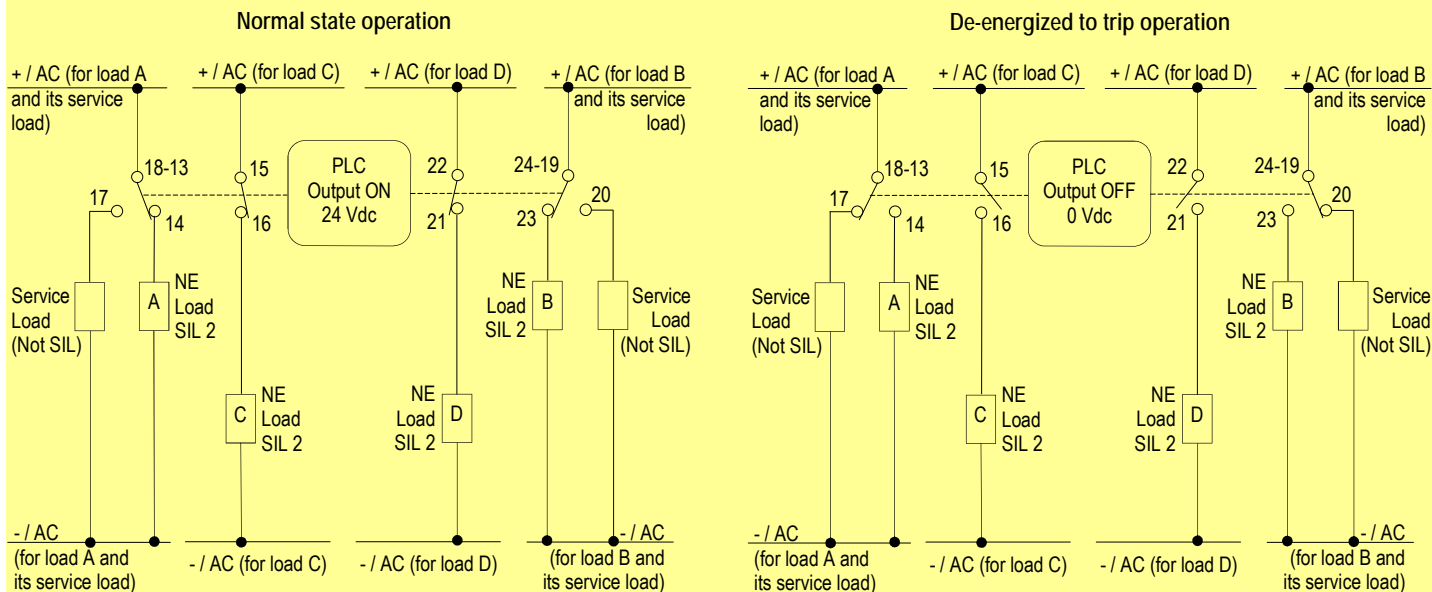 Normal state operation
+ / AC (for load A
and its service
load)
+ / AC (for load C)
+ / AC (for load D)
+ / AC (for load B
and its service
load)
18-13
15
PLC
Output ON
24 Vdc
22
24-19
17
14
16
21
23
20
Service
Load
(Not SIL)
A
NE
Load
SIL 2
NE
Load
SIL 2
B
Service
Load
(Not SIL)
C
NE
Load
SIL 2
NE
Load
SIL 2
D
- / AC
(for load A and
its service load)
- / AC (for load C)
- / AC (for load D)
- / AC
(for load B and
its service load)
De-energized to trip operation
+ / AC (for load A
and its service
load)
+ / AC (for load C)
+ / AC (for load D)
+ / AC (for load B
and its service
load)
18-13
15
PLC
Output OFF
0 Vdc
22
24-19
17
14
16
21
23
20
Service
Load
(Not SIL)
A
NE
Load
SIL 2
NE
Load
SIL 2
B
Service
Load
(Not SIL)
C
NE
Load
SIL 2
NE
Load
SIL 2
D
- / AC
(for load A and
its service load)
- / AC (for load C)
- / AC (for load D)
- / AC
(for load B and
its service load)